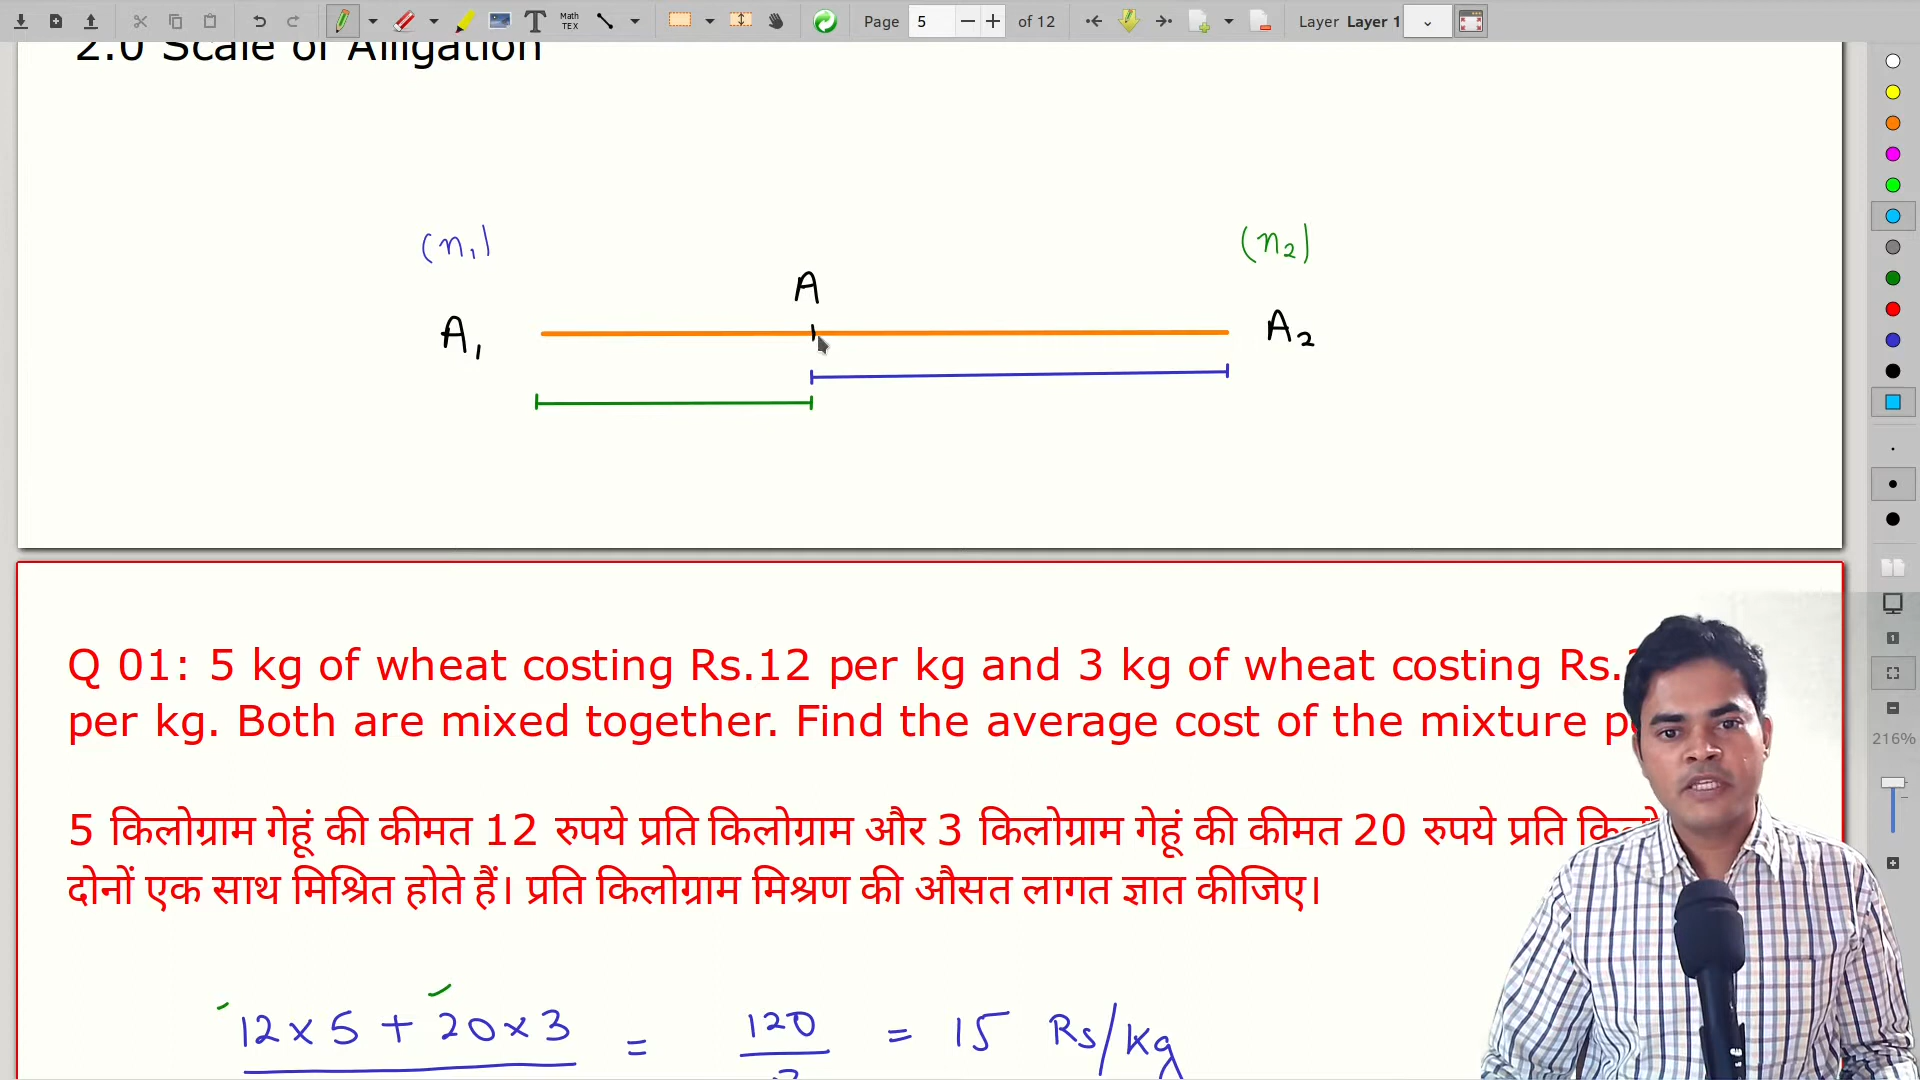 Page 5 of 12 Layer Layer 1
T Math TEX
2.0 Scale of Alligation
(n1) (n2)
A
A1 A2
Q 01: 5 kg of wheat costing Rs.12 per kg and 3 kg of wheat costing Rs.
per kg. Both are mixed together. Find the average cost of the mixture
5 किलोग्राम गेहूं की कीमत 12 रुपये प्रति किलोग्राम और 3 किलोग्राम गेहूं की कीमत 20 रुपये प्रति
दोनों एक साथ मिश्रित होते हैं। प्रति किलोग्राम मिश्रण की औसत लागत ज्ञात कीजिए।
12 x 5 + 20 x 3 = 120 = 15 Rs/kg
216%